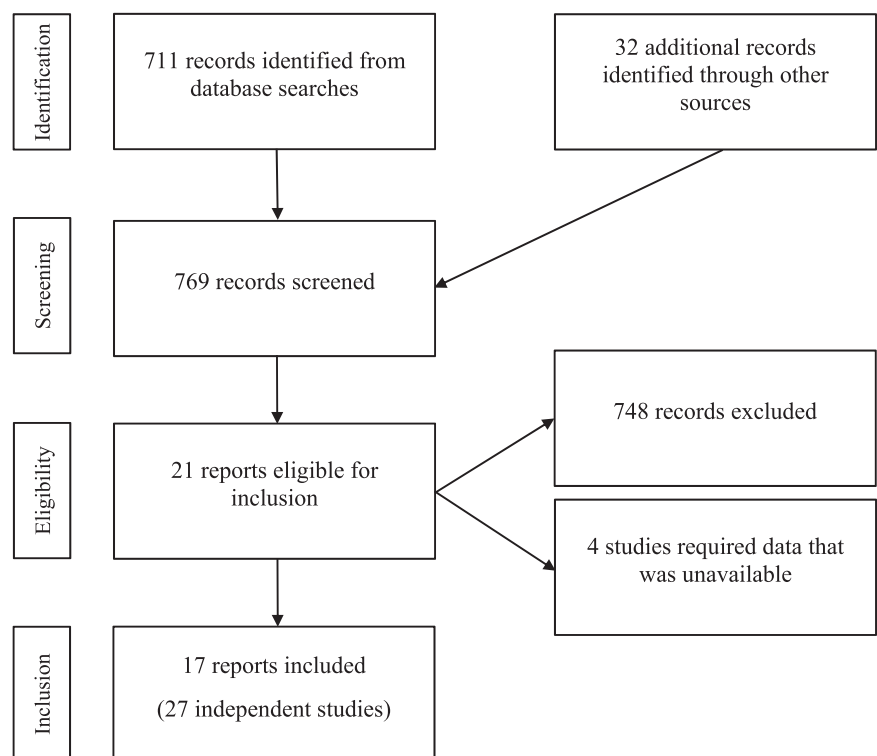 Identification
711 records identified from
database searches
32 additional records
identified through other
sources
Screening
769 records screened
748 records excluded
Eligibility
21 reports eligible for
inclusion
4 studies required data that
was unavailable
Inclusion
17 reports included
(27 independent studies)